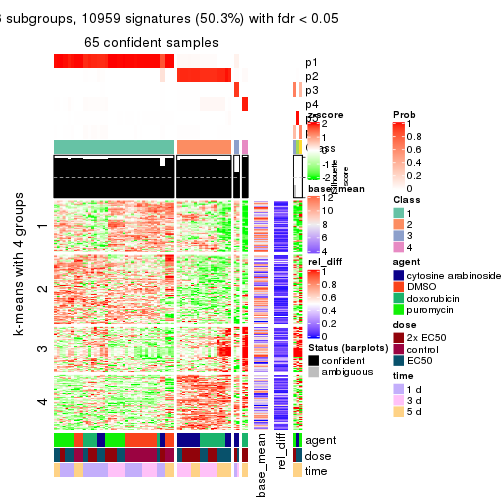 subgroups, 10959 signatures (50.3%) with fdr < 0.05
65 confident samples
p1
p2
p3
p4
z-score
2
1
-2
Silhouette
score
base_mean
12
10
8
6
4
rel_diff
1
0.8
0.6
0.4
0.2
0
Status (barplots)
confident
ambiguous
Prob
1
0.8
0.6
0.4
0.2
0
Class
1
2
3
4
agent
cytosine arabinoside
DMSO
doxorubicin
puromycin
dose
2x EC50
control
EC50
time
1 d
3 d
5 d
k-means with 4 groups
1
2
3
4
agent
dose
time
base_mean
rel_diff